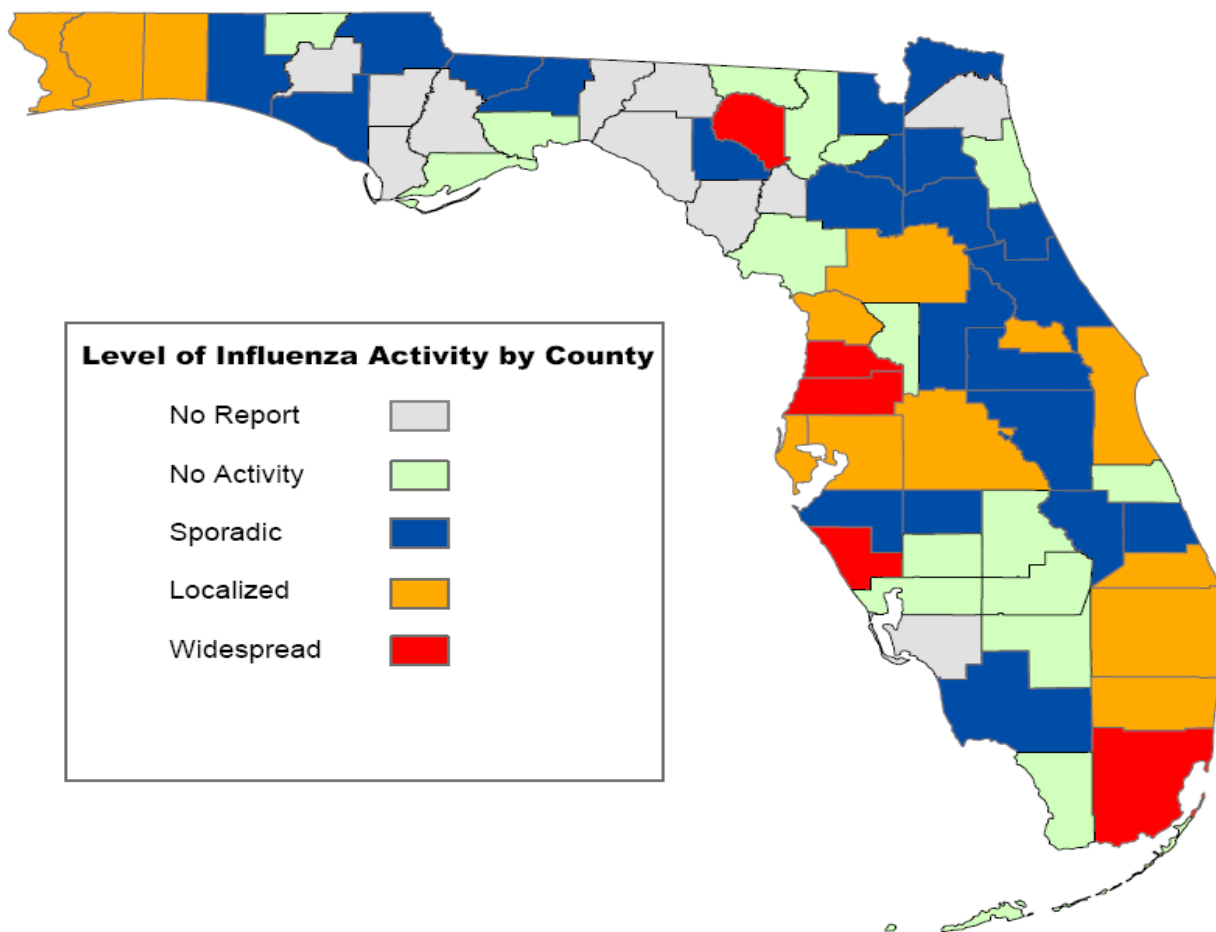 Level of Influenza Activity by County
No Report
No Activity
Sporadic
Localized
Widespread